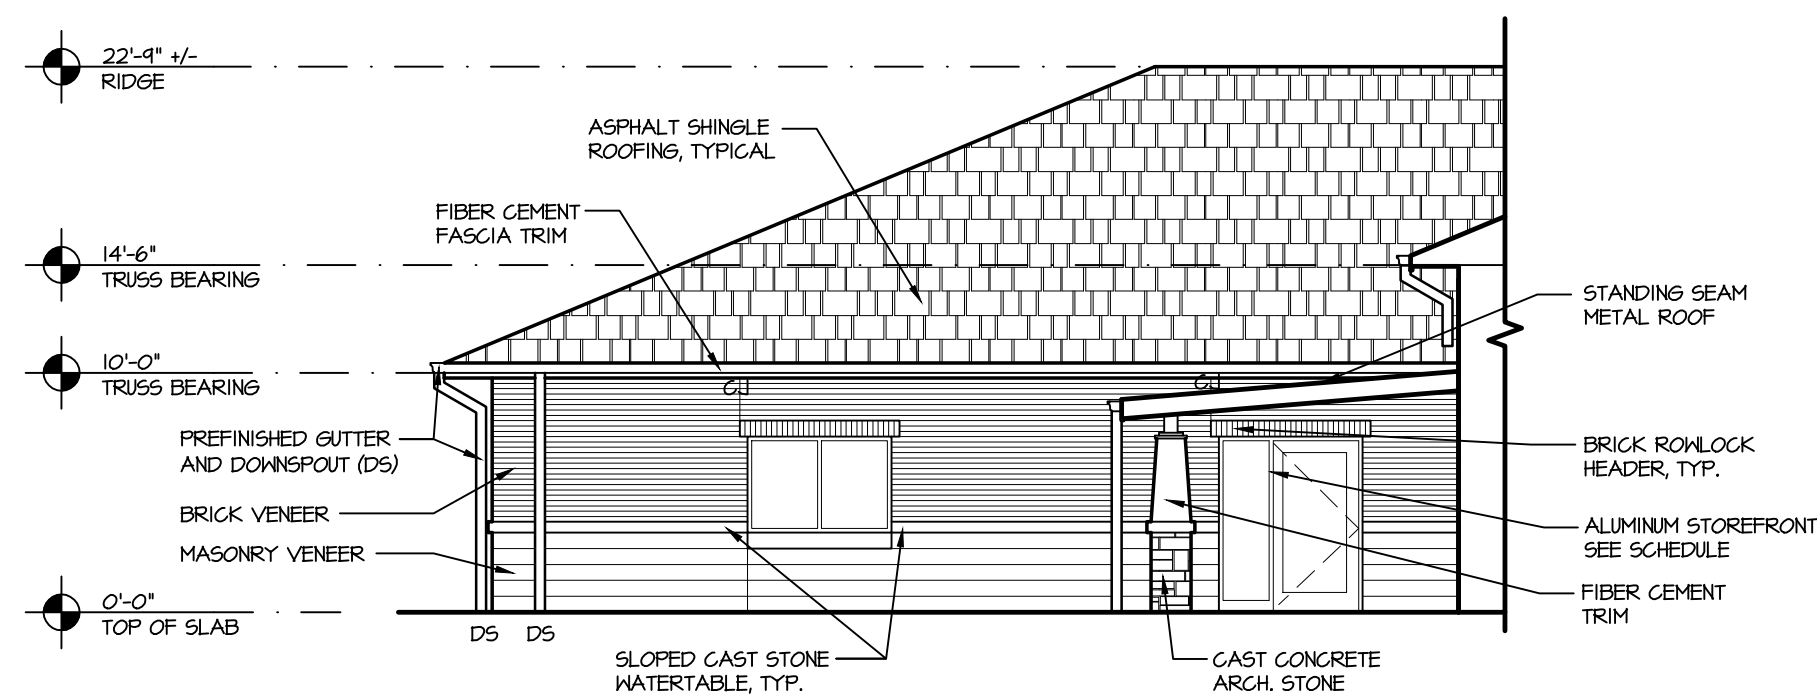 22'-9" +/-
RIDGE
ASPHALT SHINGLE
ROOFING, TYPICAL
FIBER CEMENT
FASCIA TRIM
14'-6"
TRUSS BEARING
STANDING SEAM
METAL ROOF
10'-0"
TRUSS BEARING
PREFINISHED GUTTER
AND DOWNSPOUT (DS)
BRICK ROWLOCK
HEADER, TYP.
BRICK VENEER
ALUMINUM STOREFRONT
SEE SCHEDULE
MASONRY VENEER
FIBER CEMENT
TRIM
0'-0"
TOP OF SLAB
DS DS
SLOPED CAST STONE
WATERTABLE, TYP.
CAST CONCRETE
ARCH. STONE